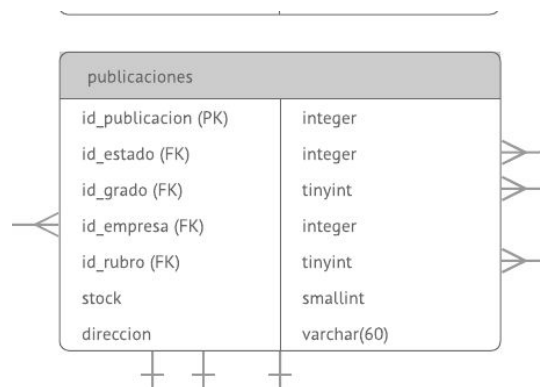 publicaciones
id_publicacion (PK) integer
id_estado (FK) integer
id_grado (FK) tinyint
id_empresa (FK) integer
id_rubro (FK) tinyint
stock smallint
direccion varchar(60)